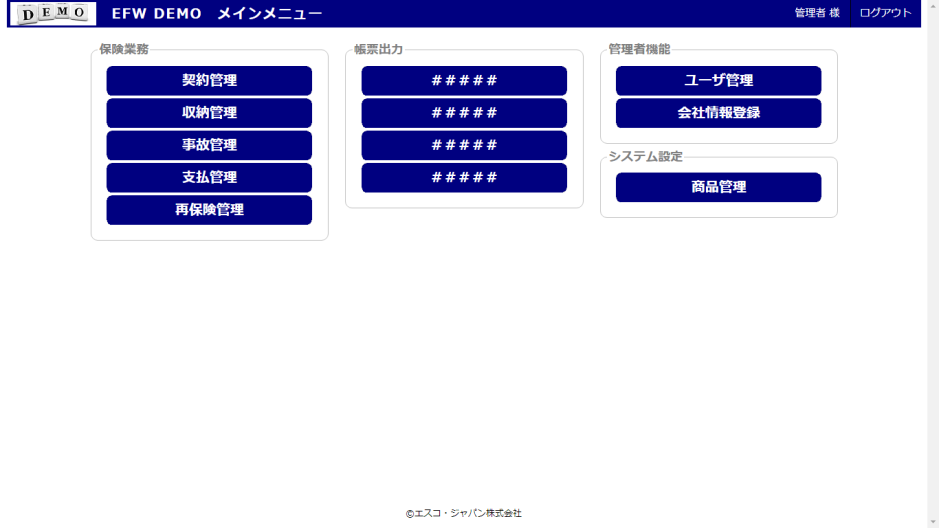 DEMO
EFW DEMO メインメニュー
管理者 様
ログアウト
保険業務
契約管理
収納管理
事故管理
支払管理
再保険管理
帳票出力
#####
#####
#####
#####
管理者機能
ユーザ管理
会社情報登録
システム設定
商品管理
©エスコ・ジャパン株式会社